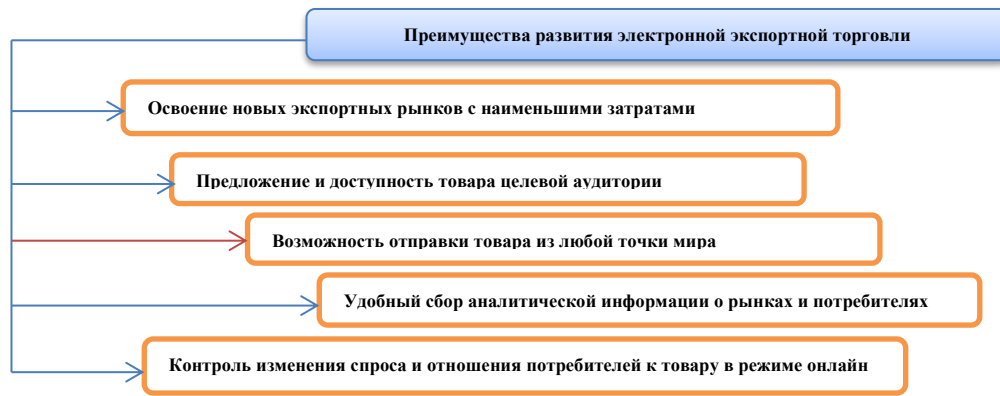 Преимущества развития электронной экспортной торговли
Освоение новых экспортных рынков с наименьшими затратами
Предложение и доступность товара целевой аудитории
Возможность отправки товара из любой точки мира
Удобный сбор аналитической информации о рынках и потребителях
Контроль изменения спроса и отношения потребителей к товару в режиме онлайн